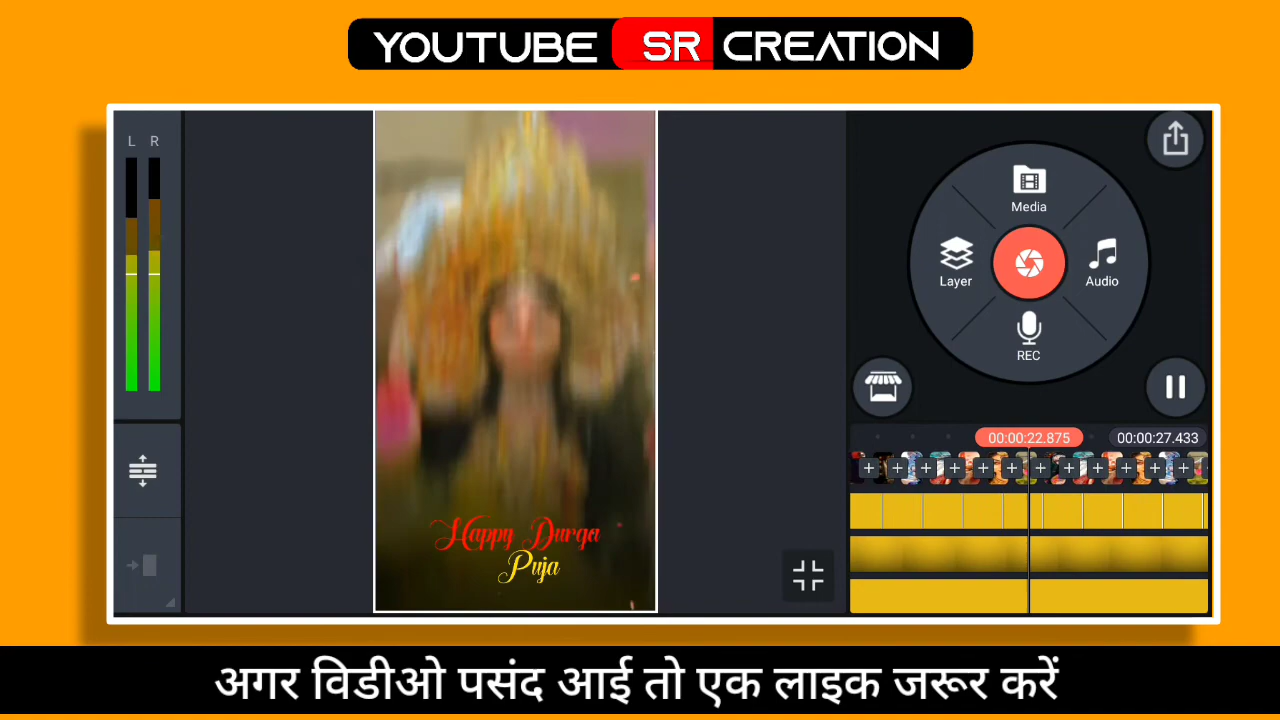 YOUTUBE SR CREATION
L R
Media
Layer
Audio
REC
00:00:22.875 00:00:27.433
Happy Durga
Puja
अगर विडीओ पसंद आई तो एक लाइक जरूर करें